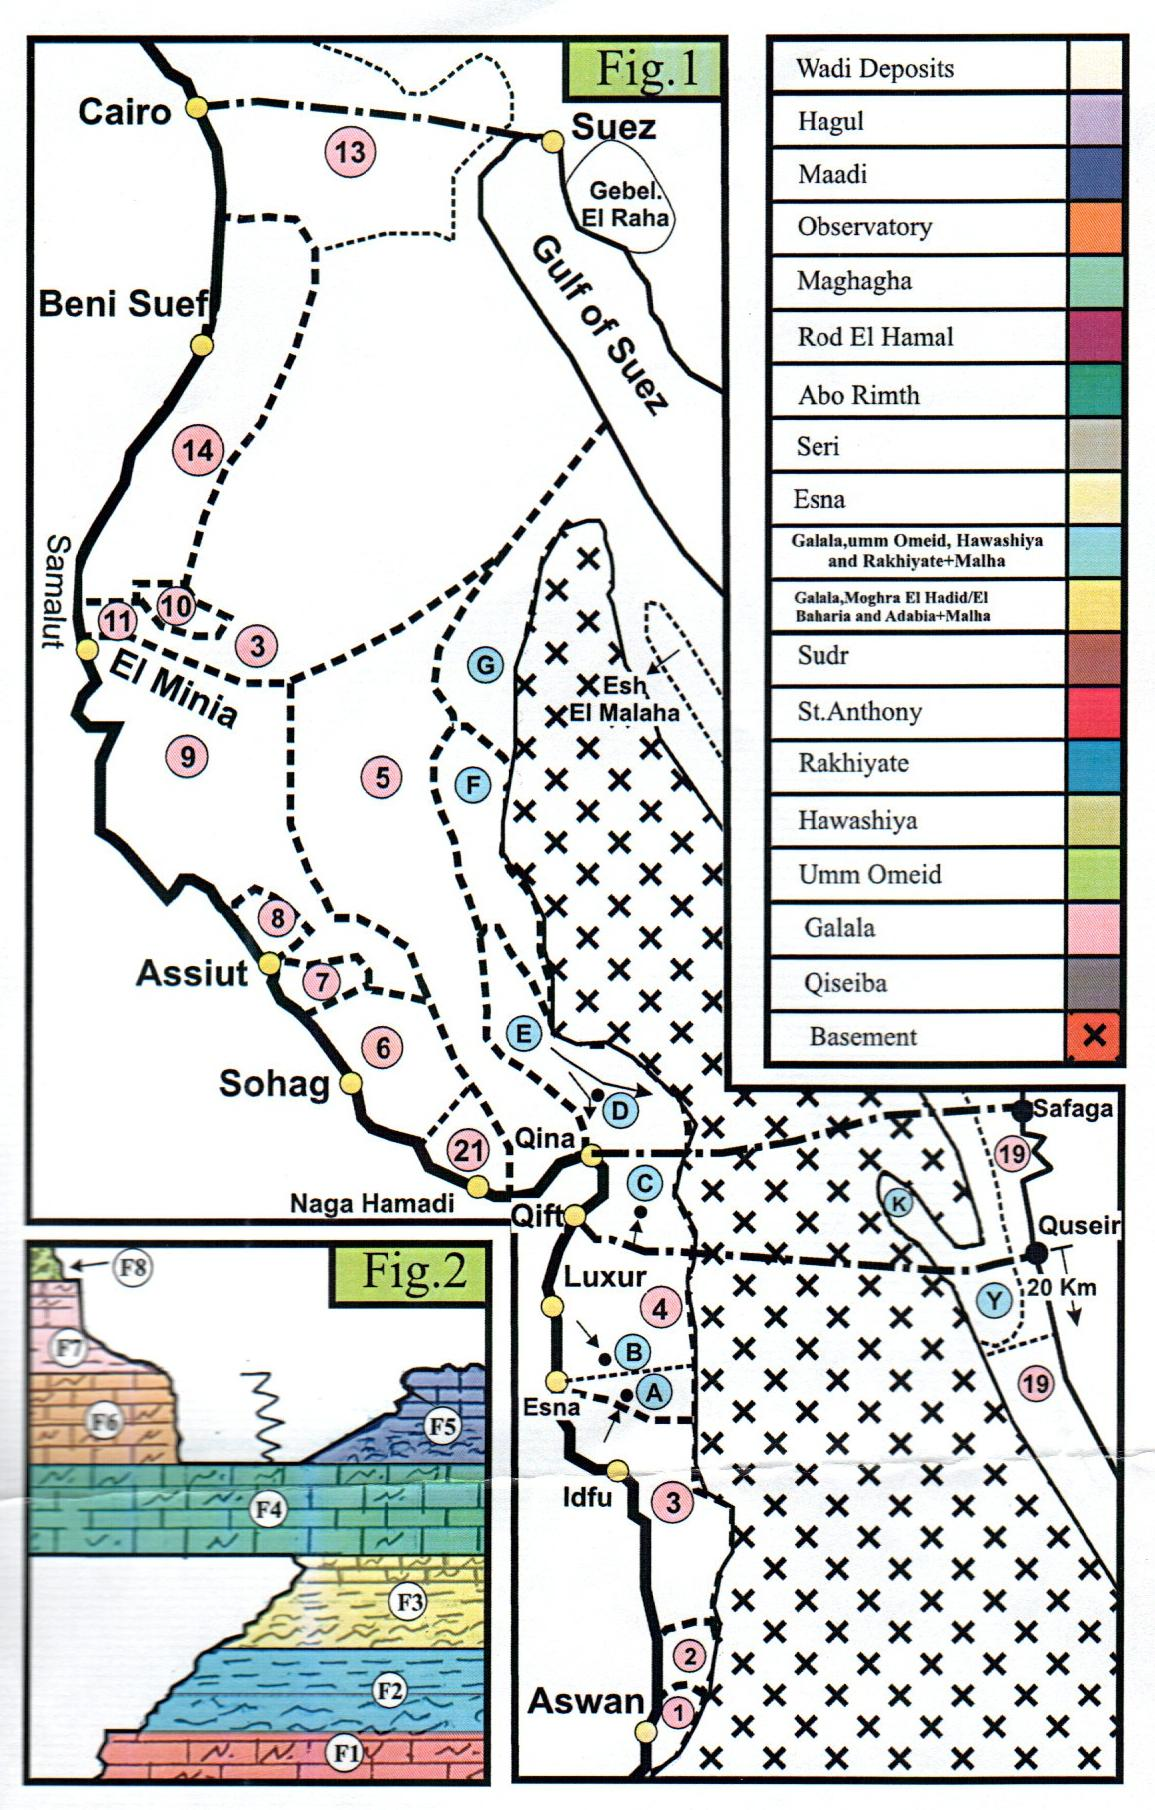 Fig.1
Cairo
Suez
13
Gebel.
El Raha
Gulf of Suez
Beni Suef
14
Samalut
10
11
3
El Minia
G
Esh
El Malaha
9
5
F
8
Assiut
7
E
6
Sohag
D
Safaga
21
Qina
19
C
K
Naga Hamadi
Qift
Quseir
Luxur
20 Km
4
Y
B
A
19
Esna
Idfu
3
2
Aswan
1
Wadi Deposits
Hagul
Maadi
Observatory
Maghagha
Rod El Hamal
Abo Rimth
Seri
Esna
Galala,umm Omeid, Hawashiya
and Rakhiyate+Malha
Galala,Moghra El Hadid/El
Baharia and Adabia+Malha
Sudr
St.Anthony
Rakhiyate
Hawashiya
Umm Omeid
Galala
Qiseiba
Basement
Fig.2
F8
F7
F6
F5
F4
F3
F2
F1